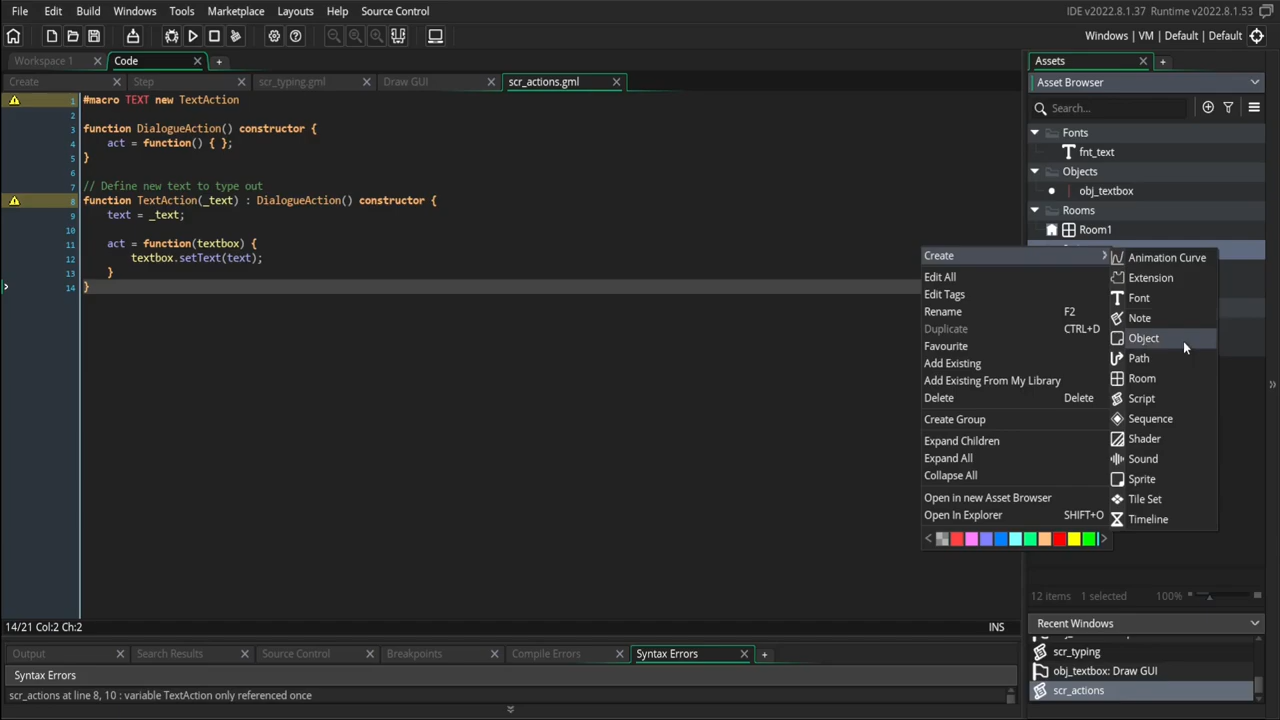 File Edit Build Windows Tools Marketplace Layouts Help Source Control
IDE v2022.8.1.37 Runtime v2022.8.1.53
Windows | VM | Default | Default
Workspace 1
Code
Create
Step
scr_typing.gml
Draw GUI
scr_actions.gml
1 #macro TEXT new TextAction
2
3 function DialogueAction() constructor {
4 act = function() { };
5 }
6
7 // Define new text to type out
8 function TextAction(_text) : DialogueAction() constructor {
9 text = _text;
10
11 act = function(textbox) {
12 textbox.setText(text);
13 }
14 }
14/21 Col:2 Ch:2
INS
Output
Search Results
Source Control
Breakpoints
Compile Errors
Syntax Errors
Syntax Errors
scr_actions at line 8, 10 : variable TextAction only referenced once
Assets
Asset Browser
Search...
Fonts
fnt_text
Objects
obj_textbox
Rooms
Room1
Create
Edit All
Edit Tags
Rename F2
Duplicate CTRL+D
Favourite
Add Existing
Add Existing From My Library
Delete Delete
Create Group
Expand Children
Expand All
Collapse All
Open in new Asset Browser
Open In Explorer SHIFT+O
Animation Curve
Extension
Font
Note
Object
Path
Room
Script
Sequence
Shader
Sound
Sprite
Tile Set
Timeline
12 items 1 selected 100%
Recent Windows
scr_typing
obj_textbox: Draw GUI
scr_actions